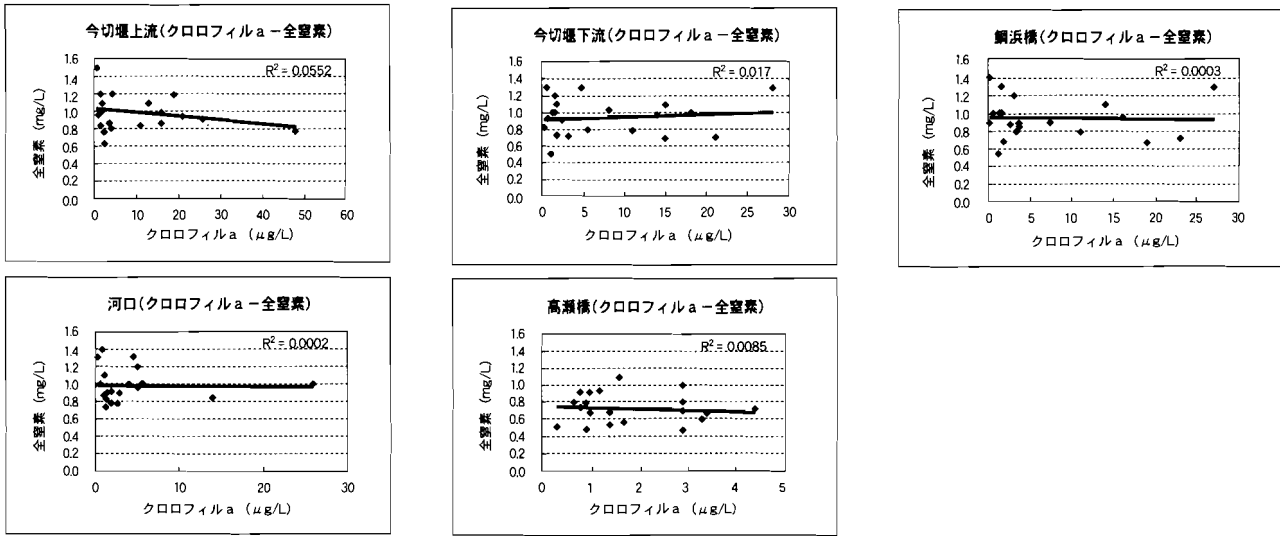 今切堰上流(クロロフィルa－全窒素)
R² = 0.0552
全窒素 (mg/L)
1.6
1.4
1.2
1.0
0.8
0.6
0.4
0.2
0.0
0 10 20 30 40 50 60
クロロフィルa (μg/L)
今切堰下流(クロロフィルa－全窒素)
R² = 0.017
全窒素 (mg/L)
1.6
1.4
1.2
1.0
0.8
0.6
0.4
0.2
0.0
0 5 10 15 20 25 30
クロロフィルa (μg/L)
鯛浜橋(クロロフィルa－全窒素)
R² = 0.0003
全窒素 (mg/L)
1.6
1.4
1.2
1.0
0.8
0.6
0.4
0.2
0.0
0 5 10 15 20 25 30
クロロフィルa (μg/L)
河口(クロロフィルa－全窒素)
R² = 0.0002
全窒素 (mg/L)
1.6
1.4
1.2
1.0
0.8
0.6
0.4
0.2
0.0
0 10 20 30
クロロフィルa (μg/L)
高瀬橋(クロロフィルa－全窒素)
R² = 0.0085
全窒素 (mg/L)
1.6
1.4
1.2
1.0
0.8
0.6
0.4
0.2
0.0
0 1 2 3 4 5
クロロフィルa (μg/L)